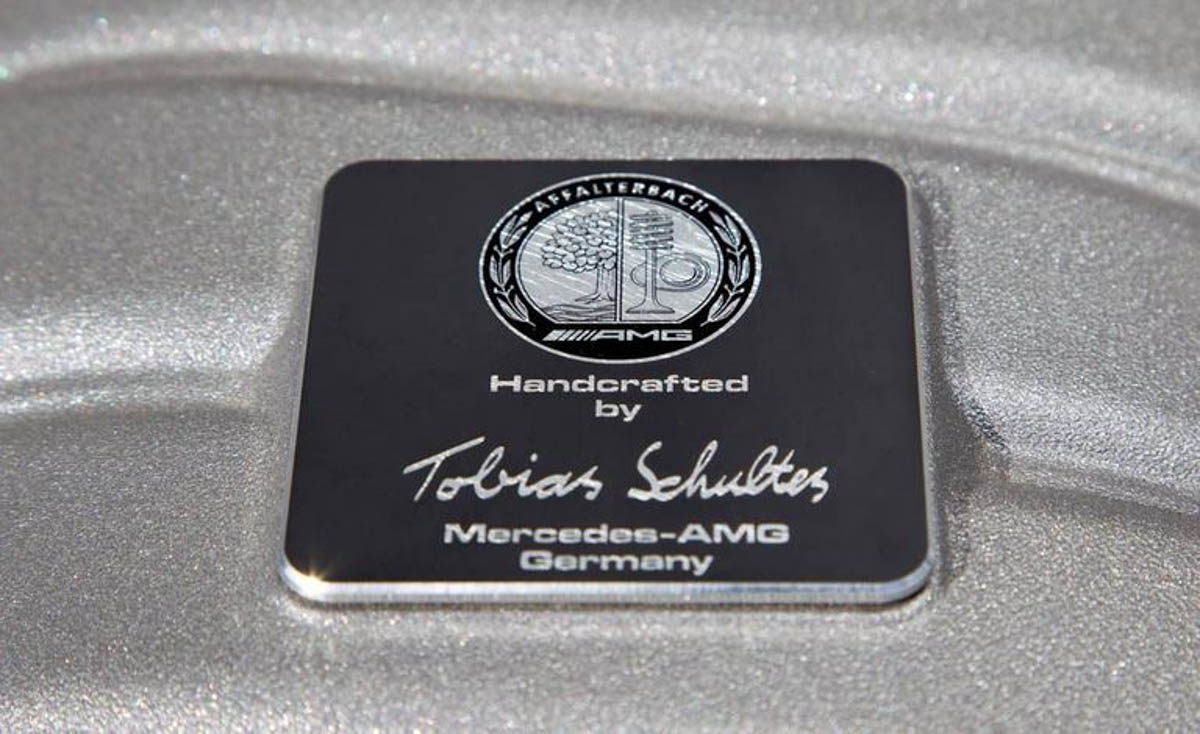 AFFALTERBACH
AMG
Handcrafted
by
Tobias Schultes
Mercedes-AMG
Germany